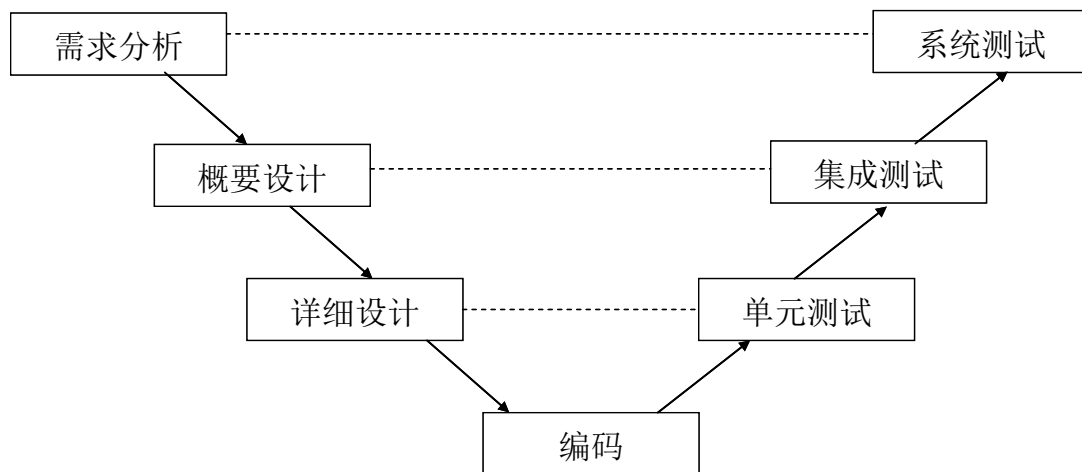 需求分析
系统测试
概要设计
集成测试
详细设计
单元测试
编码